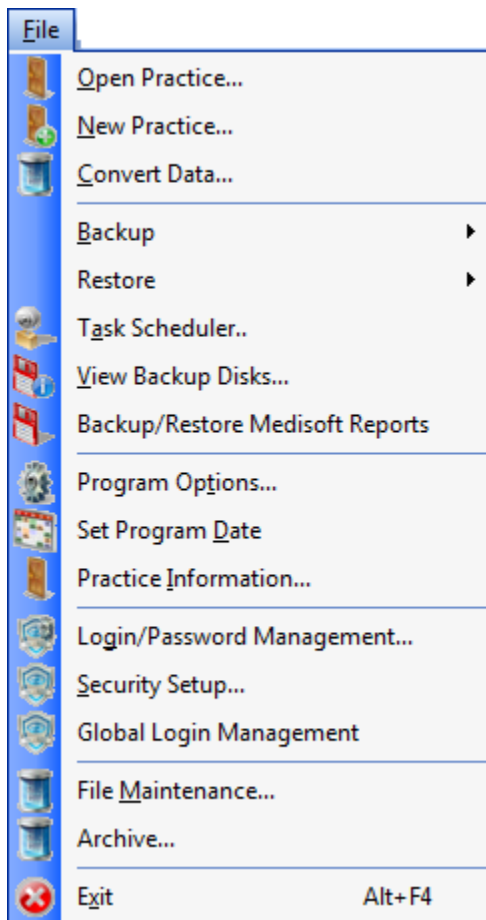 File
Open Practice...
New Practice...
Convert Data...
Backup
Restore
Task Scheduler..
View Backup Disks...
Backup/Restore Medisoft Reports
Program Options...
Set Program Date
Practice Information...
Login/Password Management...
Security Setup...
Global Login Management
File Maintenance...
Archive...
Exit Alt+F4